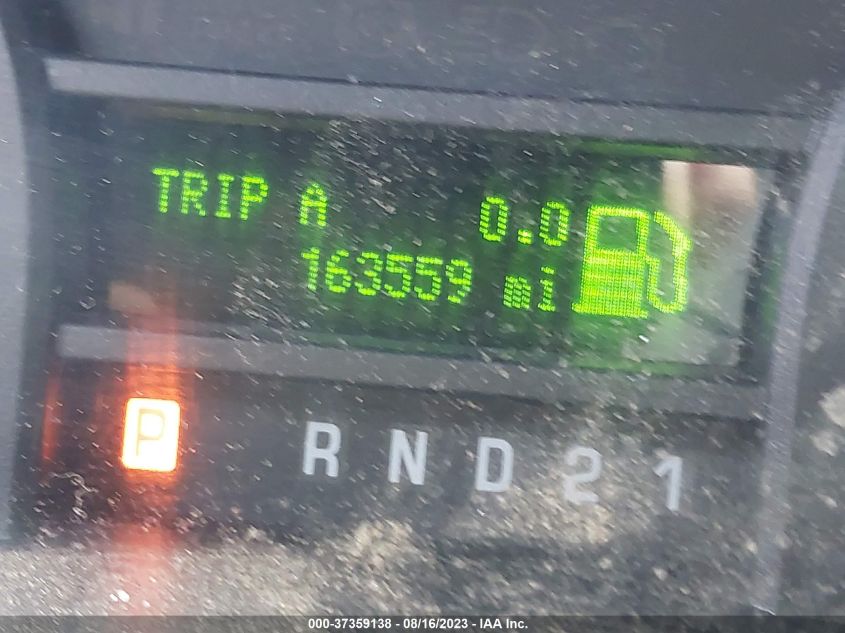 TRIP A 0.0
163559 mi
P R N D 2 1
000-37359138 - 08/16/2023 - IAA Inc.